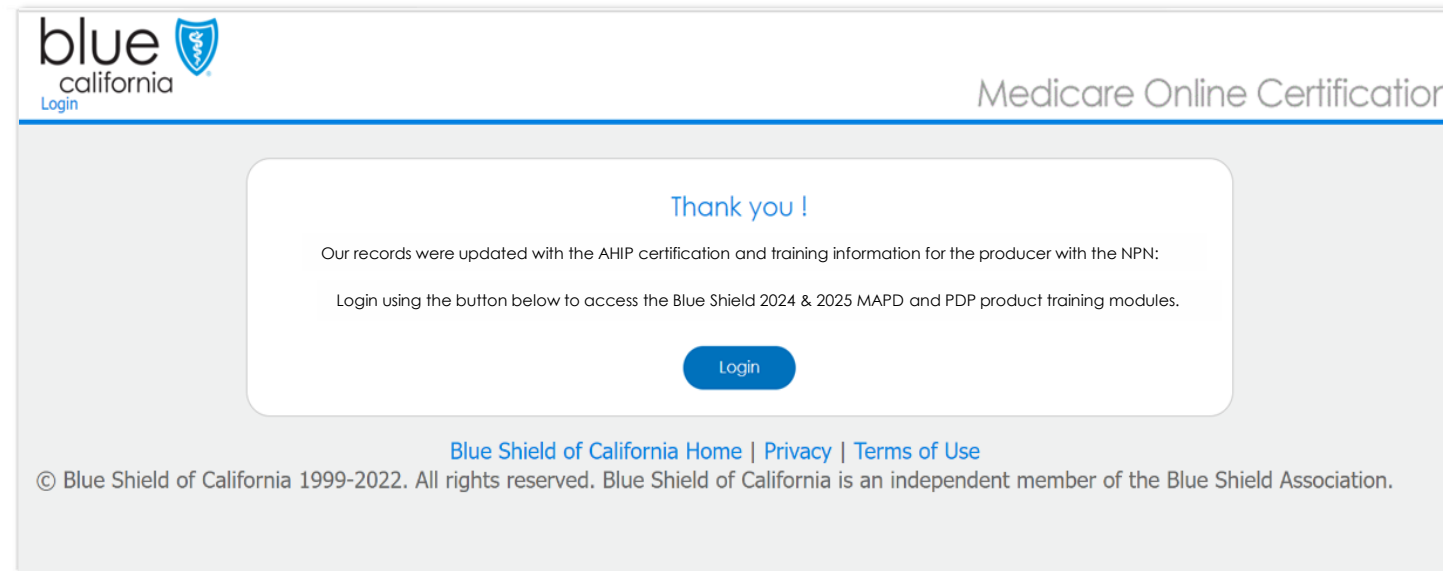 blue
california
Login
Medicare Online Certification
Thank you !
Our records were updated with the AHIP certification and training information for the producer with the NPN:
Login using the button below to access the Blue Shield 2024 & 2025 MAPD and PDP product training modules.
Login
Blue Shield of California Home | Privacy | Terms of Use
© Blue Shield of California 1999-2022. All rights reserved. Blue Shield of California is an independent member of the Blue Shield Association.